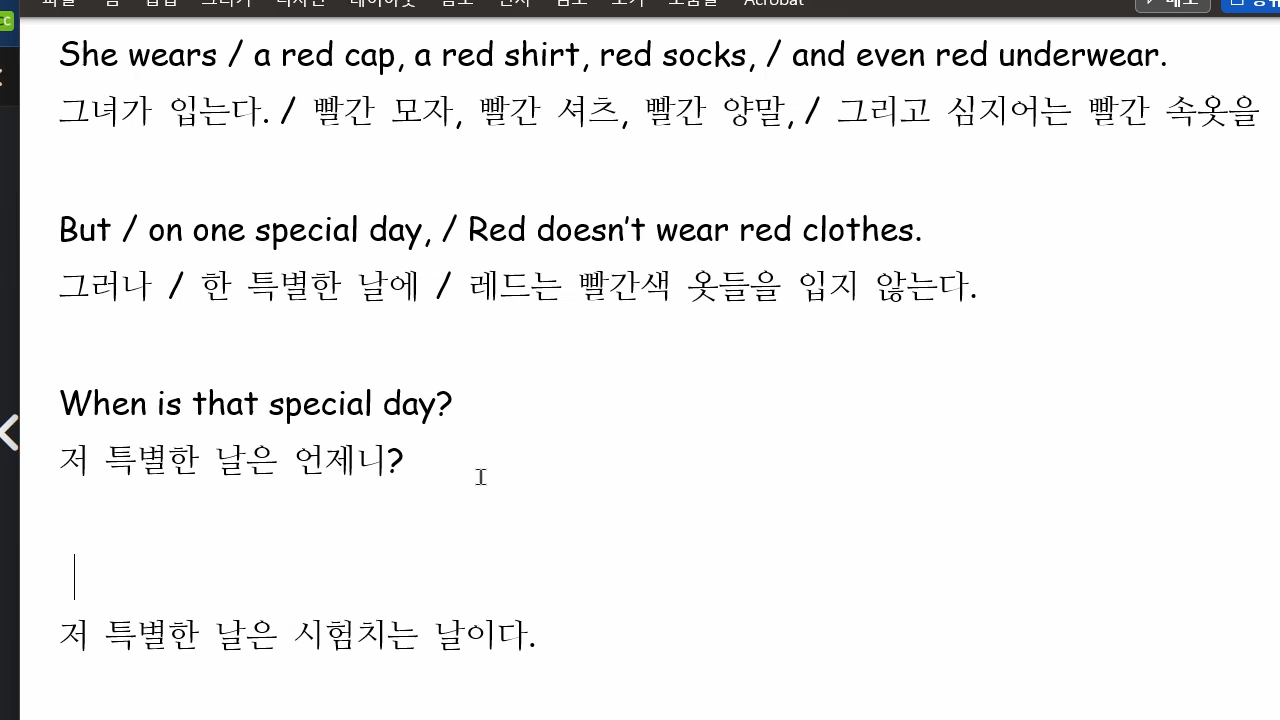 Acrobat
She wears / a red cap, a red shirt, red socks, / and even red underwear.
그녀가 입는다. / 빨간 모자, 빨간 셔츠, 빨간 양말, / 그리고 심지어는 빨간 속옷을
But / on one special day, / Red doesn't wear red clothes.
그러나 / 한 특별한 날에 / 레드는 빨간색 옷들을 입지 않는다.
When is that special day?
저 특별한 날은 언제니?
저 특별한 날은 시험치는 날이다.